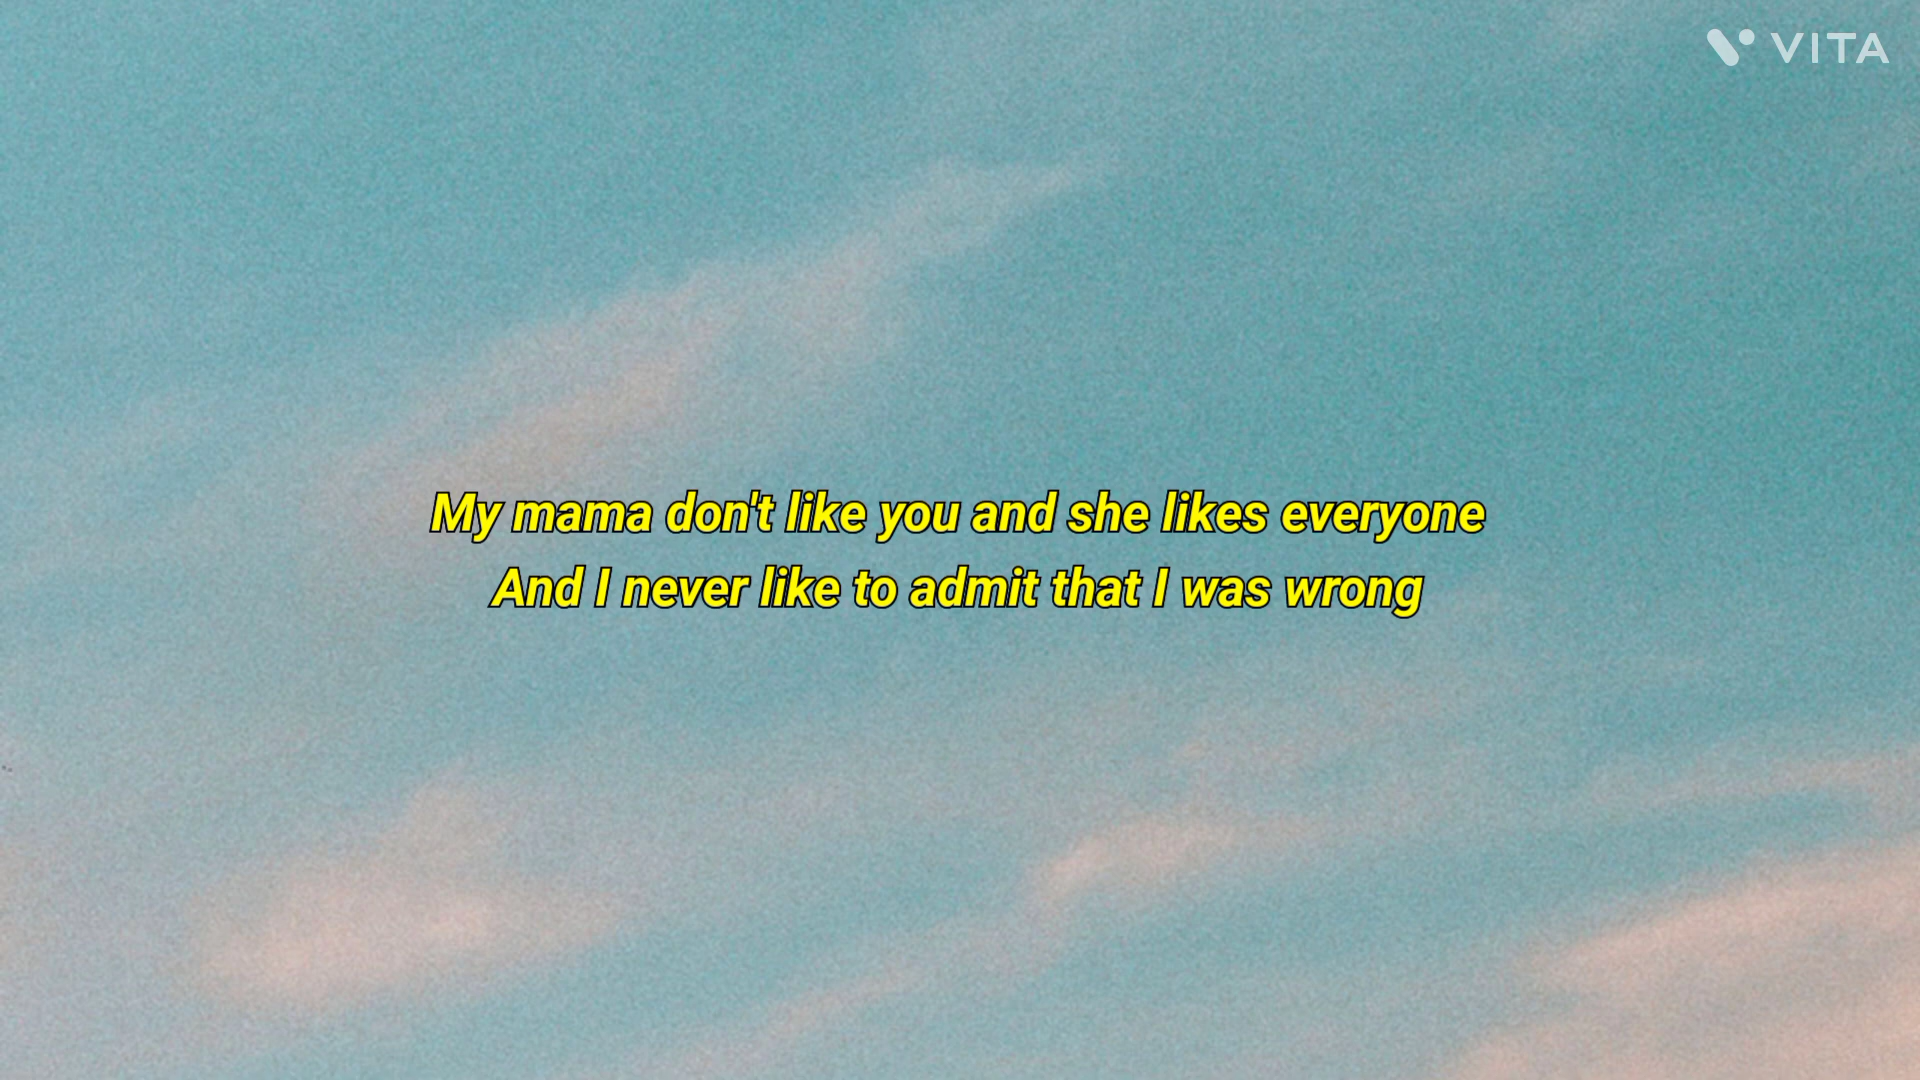 VITA
My mama don't like you and she likes everyone
And I never like to admit that I was wrong